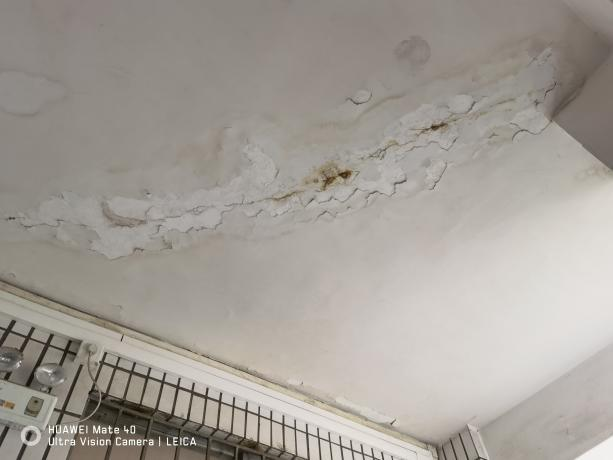 HUAWEI Mate 40
Ultra Vision Camera | LEICA